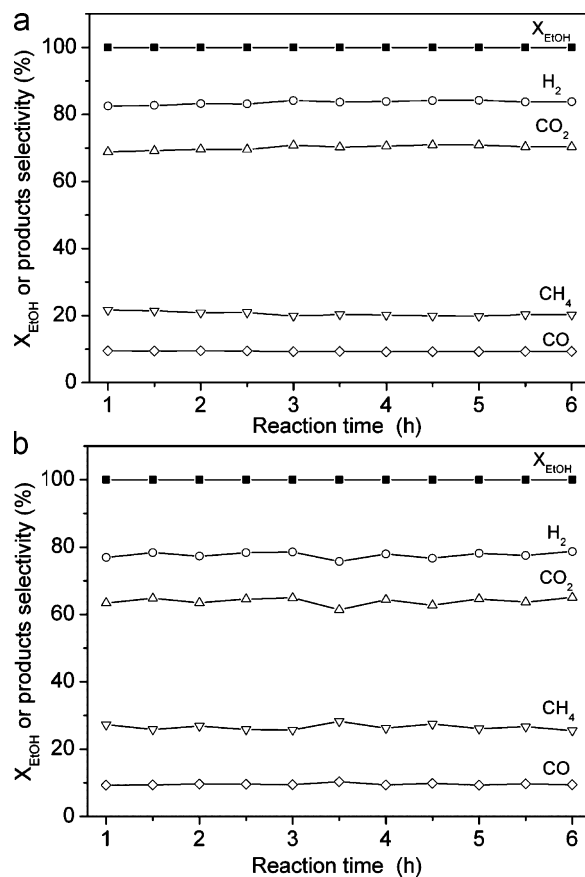 a
X_EtOH
H_2
CO_2
CH_4
CO
100
80
60
40
20
0
1 2 3 4 5 6
X_EtOH or products selectivity (%)
Reaction time (h)
b
X_EtOH
H_2
CO_2
CH_4
CO
100
80
60
40
20
0
1 2 3 4 5 6
X_EtOH or products selectivity (%)
Reaction time (h)